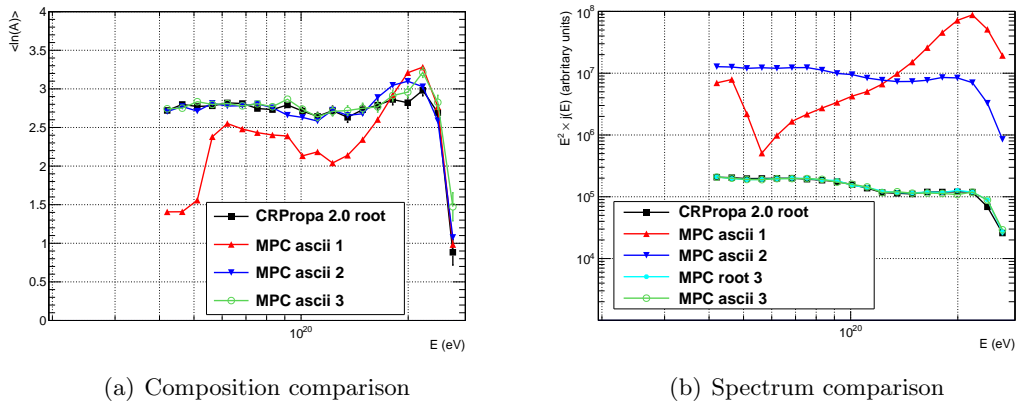 <ln(A)>
4
3.5
3
2.5
2
1.5
1
0.5
0
10^20
E (eV)
CRPropa 2.0 root
MPC ascii 1
MPC ascii 2
MPC ascii 3
(a) Composition comparison
E^2 × j(E) (arbritary units)
10^8
10^7
10^6
10^5
10^4
10^20
E (eV)
CRPropa 2.0 root
MPC ascii 1
MPC ascii 2
MPC root 3
MPC ascii 3
(b) Spectrum comparison